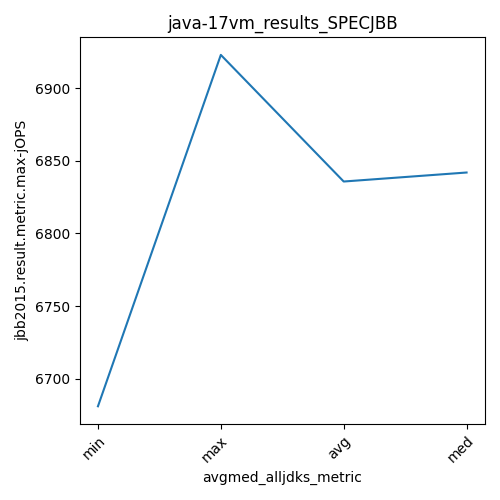 java-17vm_results_SPECJBB
jbb2015.result.metric.max-jOPS
6900
6850
6800
6750
6700
min
max
avg
med
avgmed_alljdks_metric